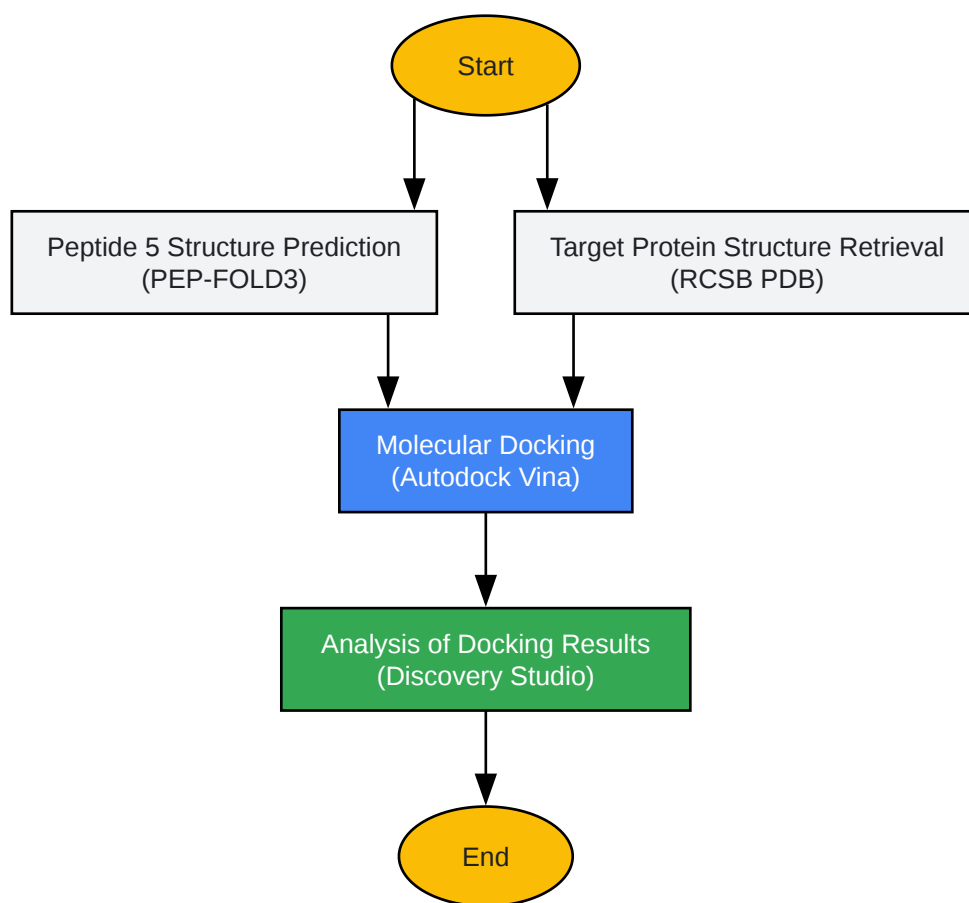 Start
Peptide 5 Structure Prediction
(PEP-FOLD3)
Target Protein Structure Retrieval
(RCSB PDB)
Molecular Docking
(Autodock Vina)
Analysis of Docking Results
(Discovery Studio)
End